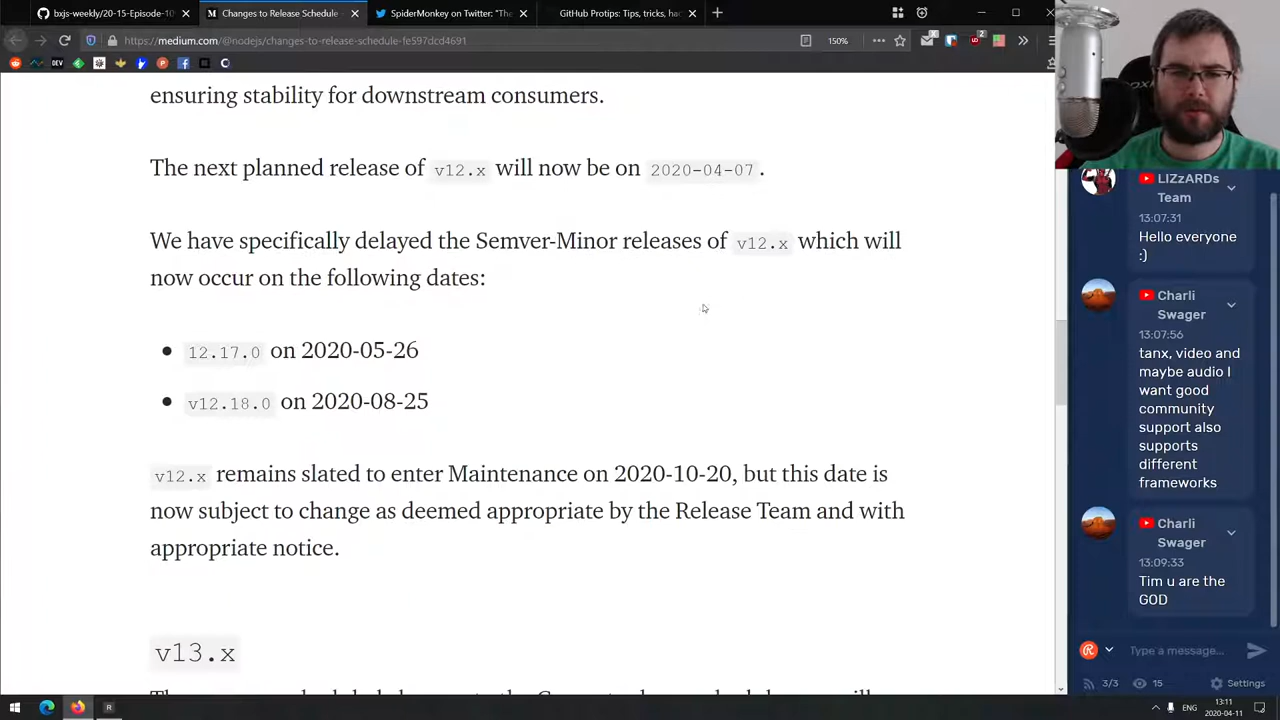 bxjs-weekly/20-15-Episode-10
Changes to Release Schedule
SpiderMonkey on Twitter: "The
GitHub Protips: Tips, tricks, hac
https://medium.com/@nodejs/changes-to-release-schedule-fe597dcd4691
150%
2
DEV
ensuring stability for downstream consumers.
The next planned release of v12.x will now be on 2020-04-07.
We have specifically delayed the Semver-Minor releases of v12.x which will
now occur on the following dates:
12.17.0 on 2020-05-26
v12.18.0 on 2020-08-25
v12.x remains slated to enter Maintenance on 2020-10-20, but this date is
now subject to change as deemed appropriate by the Release Team and with
appropriate notice.
v13.x
LIZzARDs
Team
13:07:31
Hello everyone
:)
Charli
Swager
13:07:56
tanx, video and
maybe audio I
want good
community
support also
supports
different
frameworks
Charli
Swager
13:09:33
Tim u are the
GOD
Type a message...
3/3
15
Settings
ENG
13:11
2020-04-11